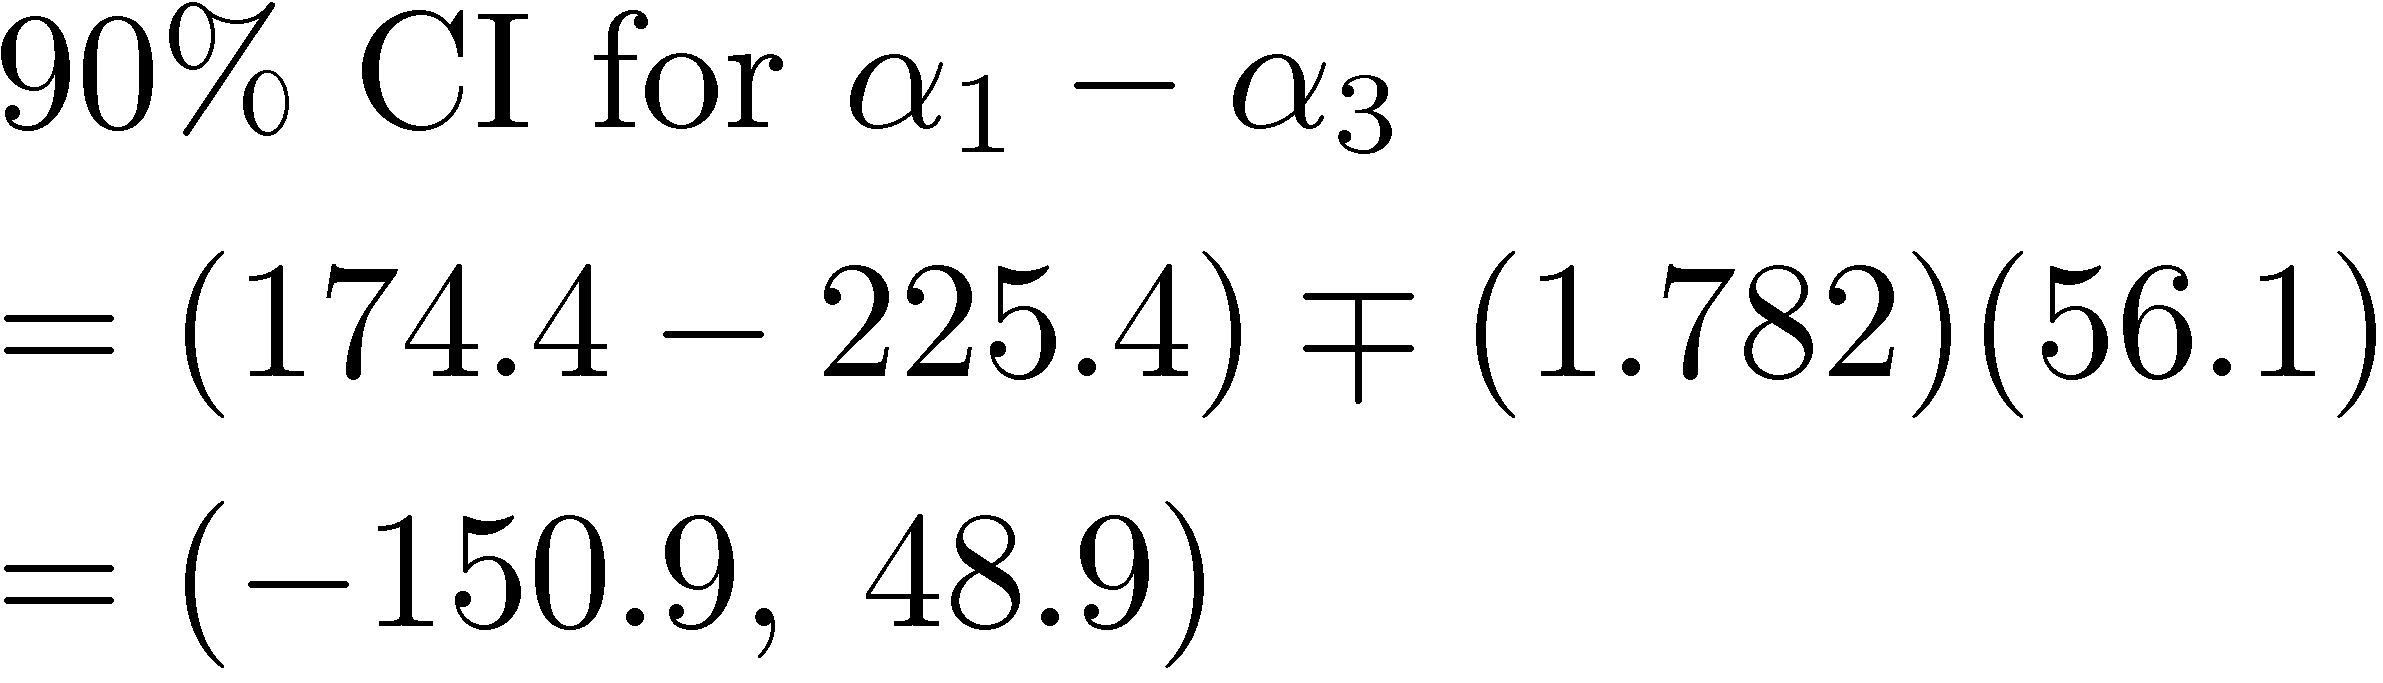 90% CI for α₁ − α₃
= (174.4 − 225.4) ∓ (1.782)(56.1)
= (−150.9, 48.9)